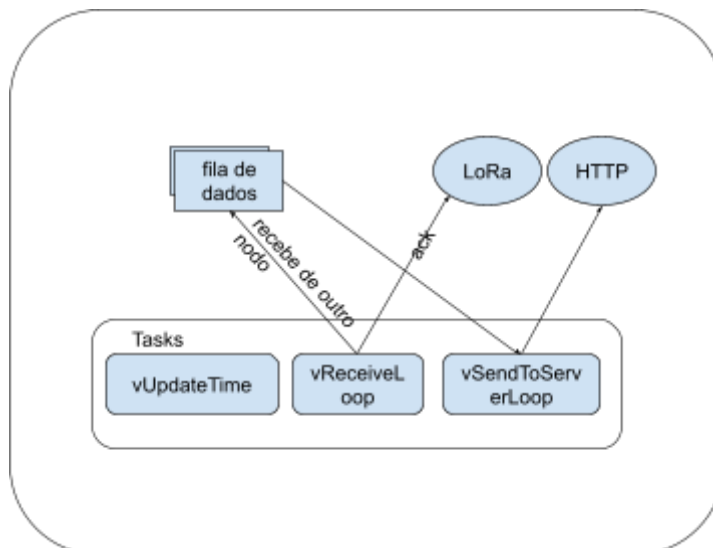 fila de
dados
LoRa
HTTP
recebe de outro
nodo
ack
Tasks
vUpdateTime
vReceiveL
oop
vSendToServ
erLoop